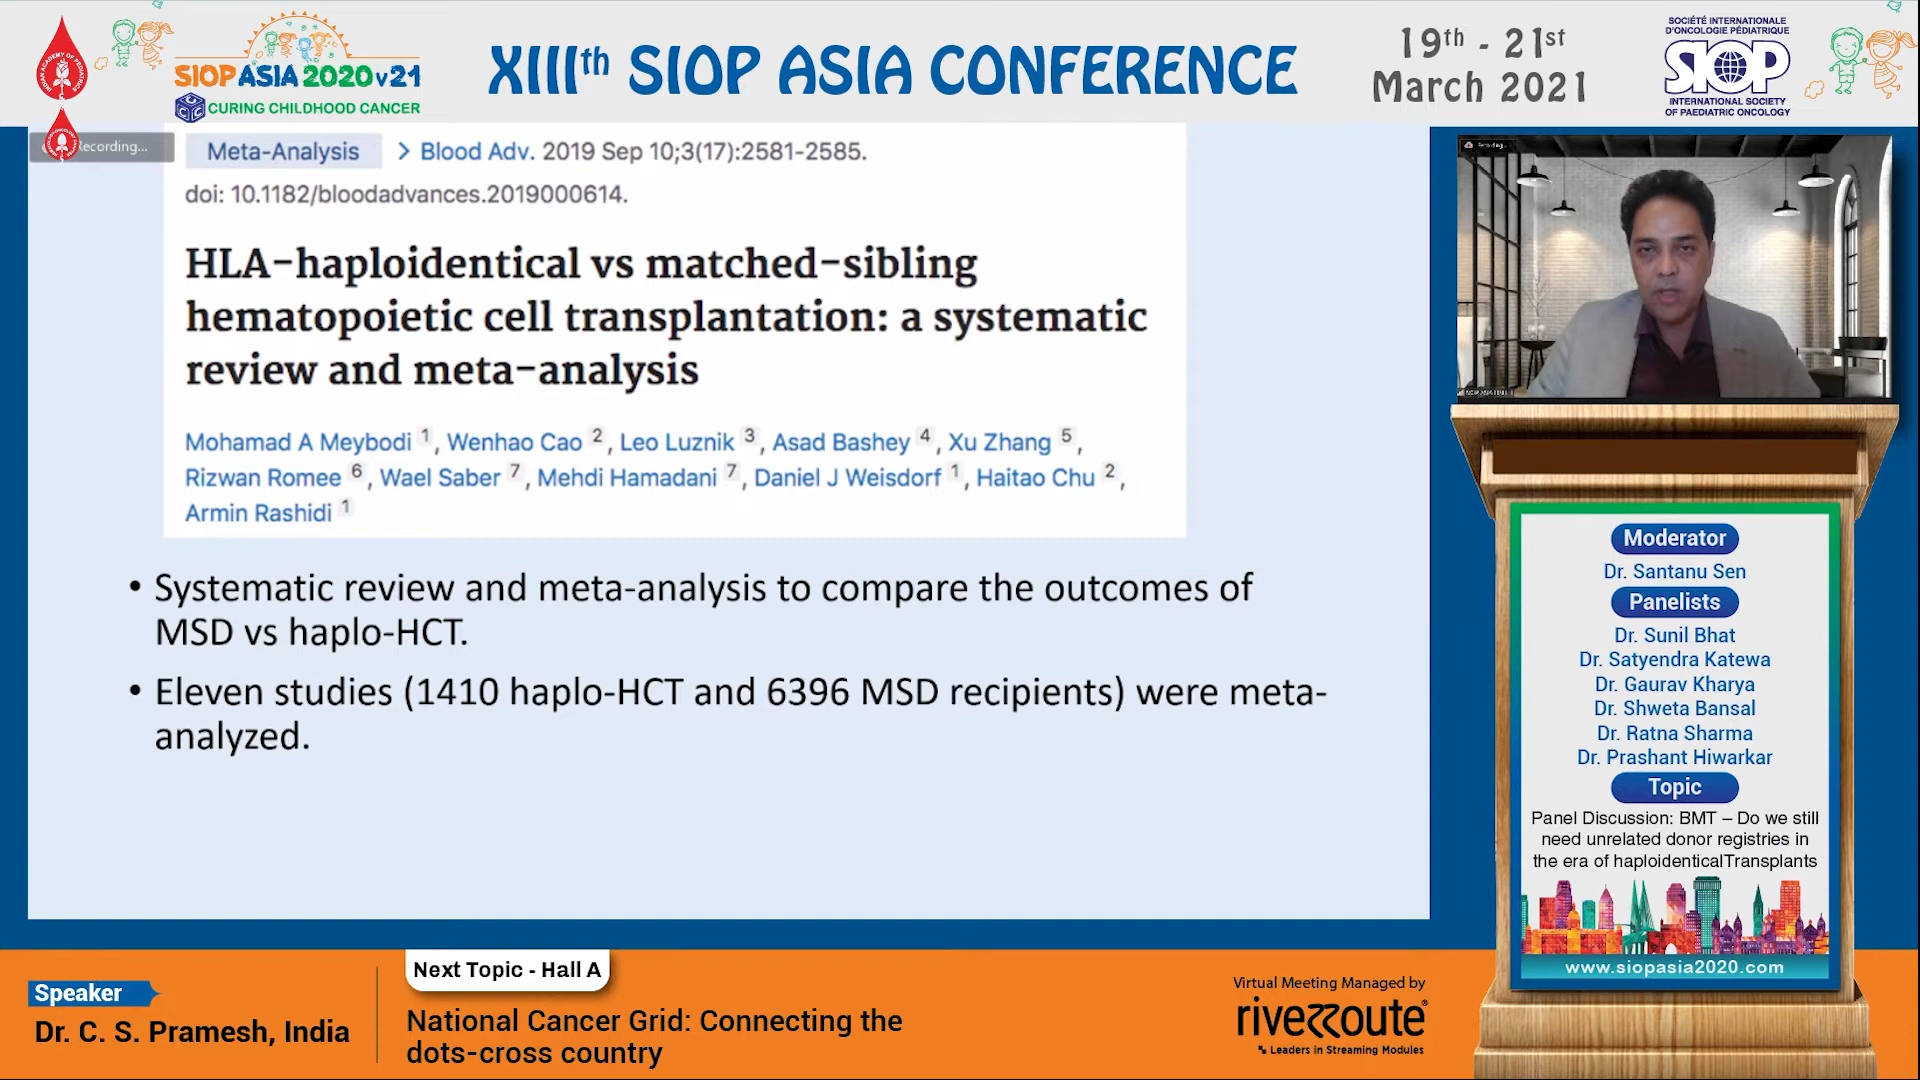 SIOP ASIA 2020 v21
CURING CHILDHOOD CANCER
XIIIth SIOP ASIA CONFERENCE
19th - 21st
March 2021
SOCIÉTÉ INTERNATIONALE
D'ONCOLOGIE PÉDIATRIQUE
SIOP
INTERNATIONAL SOCIETY
OF PAEDIATRIC ONCOLOGY
ecording...
Meta-Analysis > Blood Adv. 2019 Sep 10;3(17):2581-2585.
doi: 10.1182/bloodadvances.2019000614.
HLA-haploidentical vs matched-sibling
hematopoietic cell transplantation: a systematic
review and meta-analysis
Mohamad A Meybodi 1, Wenhao Cao 2, Leo Luznik 3, Asad Bashey 4, Xu Zhang 5,
Rizwan Romee 6, Wael Saber 7, Mehdi Hamadani 7, Daniel J Weisdorf 1, Haitao Chu 2,
Armin Rashidi 1
• Systematic review and meta-analysis to compare the outcomes of
MSD vs haplo-HCT.
• Eleven studies (1410 haplo-HCT and 6396 MSD recipients) were meta-
analyzed.
Recording...
Moderator
Dr. Santanu Sen
Panelists
Dr. Sunil Bhat
Dr. Satyendra Katewa
Dr. Gaurav Kharya
Dr. Shweta Bansal
Dr. Ratna Sharma
Dr. Prashant Hiwarkar
Topic
Panel Discussion: BMT – Do we still
need unrelated donor registries in
the era of haploidenticalTransplants
www.siopasia2020.com
Speaker
Dr. C. S. Pramesh, India
Next Topic - Hall A
National Cancer Grid: Connecting the
dots-cross country
Virtual Meeting Managed by
riveRRoute
Leaders in Streaming Modules